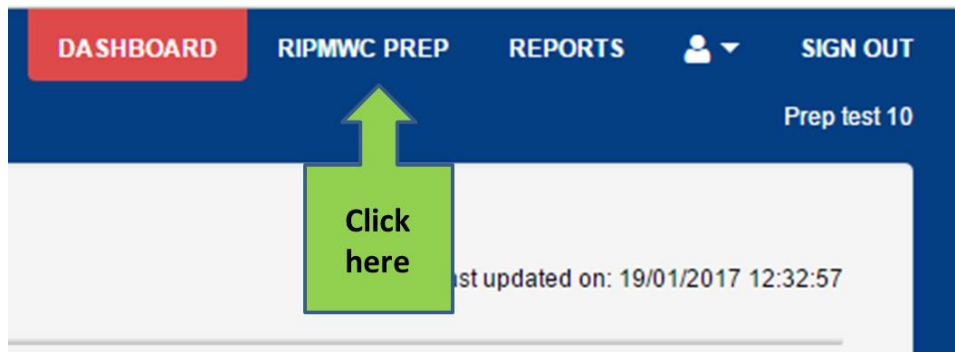 DASHBOARD RIPMWC PREP REPORTS SIGN OUT
Prep test 10
Click
here
updated on: 19/01/2017 12:32:57